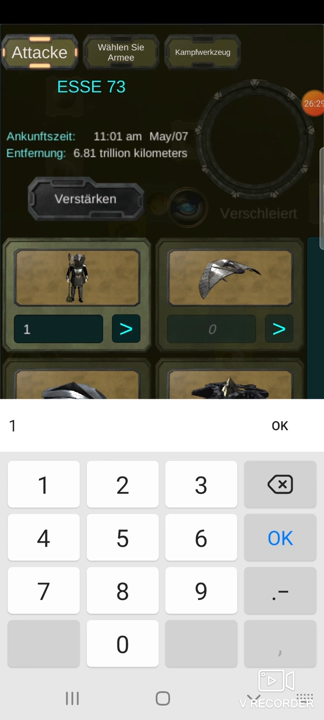 Attacke
Wählen Sie
Armee
Kampfwerkzeug
ESSE 73
26:29
Ankunftszeit: 11:01 am May/07
Entfernung: 6.81 trillion kilometers
Verstärken
Verschleiert
1 > 0 >
1 OK
1 2 3
4 5 6 OK
7 8 9 .-
0 ,
V RECORDER